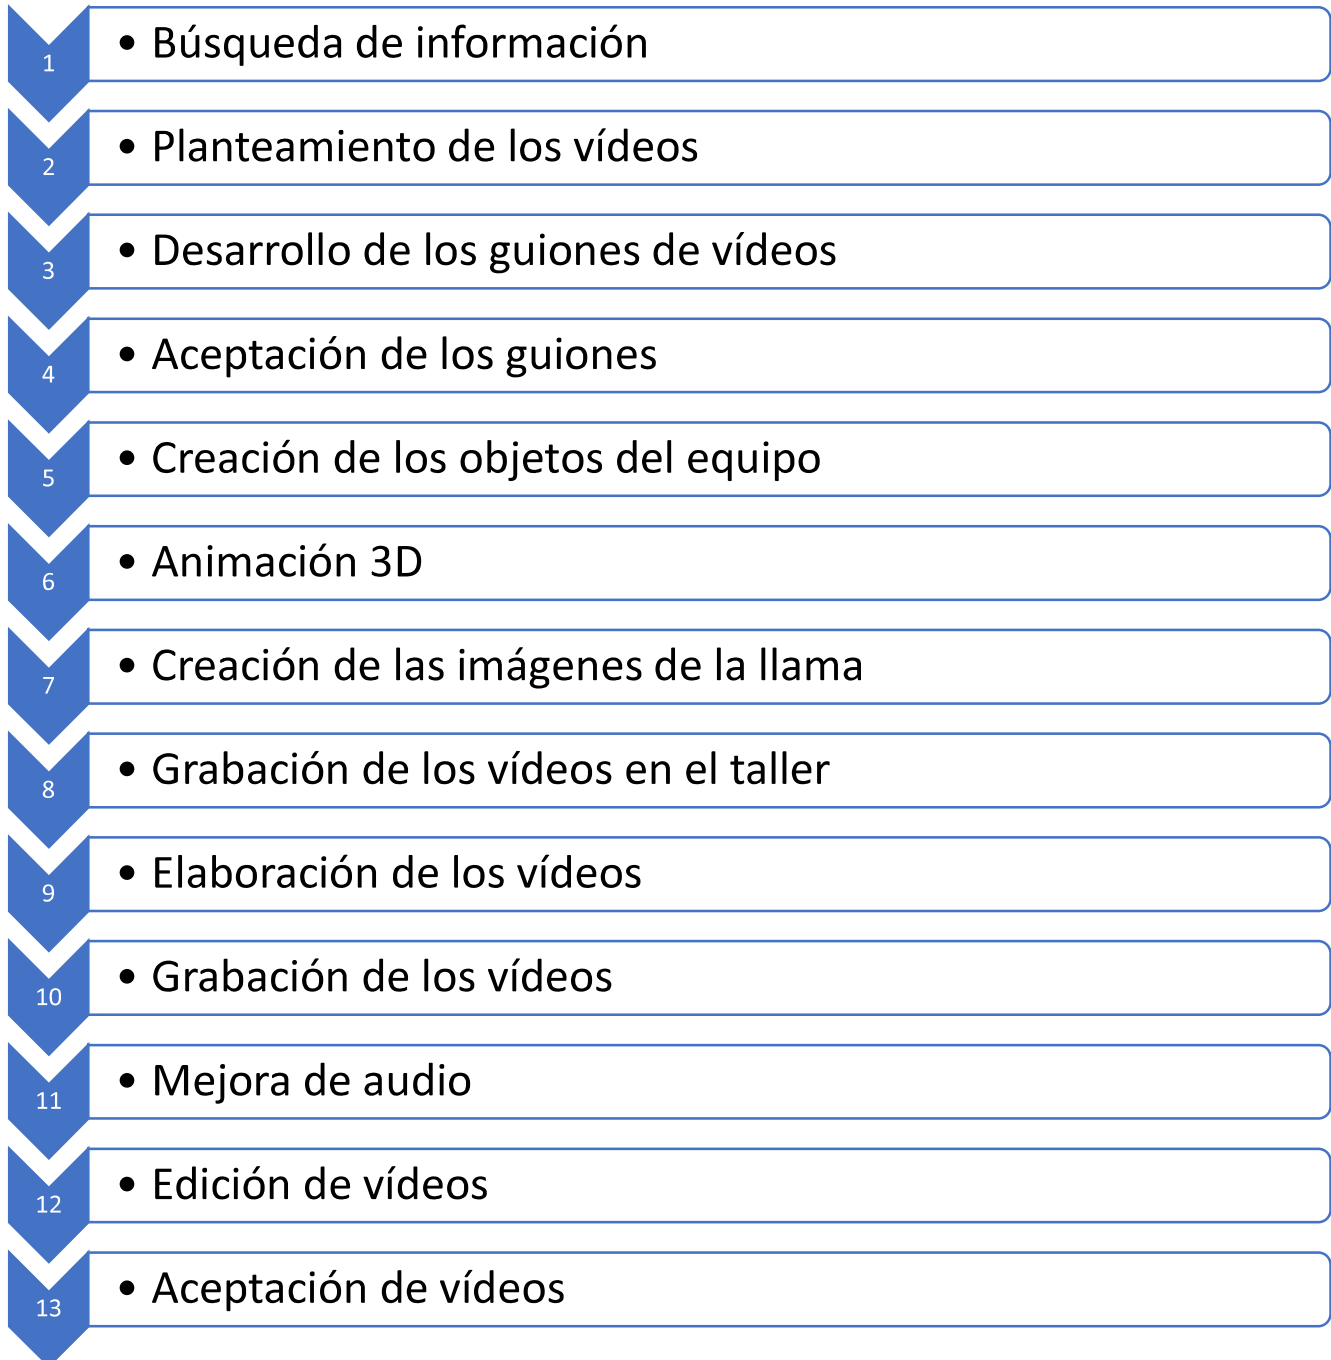 1
• Búsqueda de información
2
• Planteamiento de los vídeos
3
• Desarrollo de los guiones de vídeos
4
• Aceptación de los guiones
5
• Creación de los objetos del equipo
6
• Animación 3D
7
• Creación de las imágenes de la llama
8
• Grabación de los vídeos en el taller
9
• Elaboración de los vídeos
10
• Grabación de los vídeos
11
• Mejora de audio
12
• Edición de vídeos
13
• Aceptación de vídeos